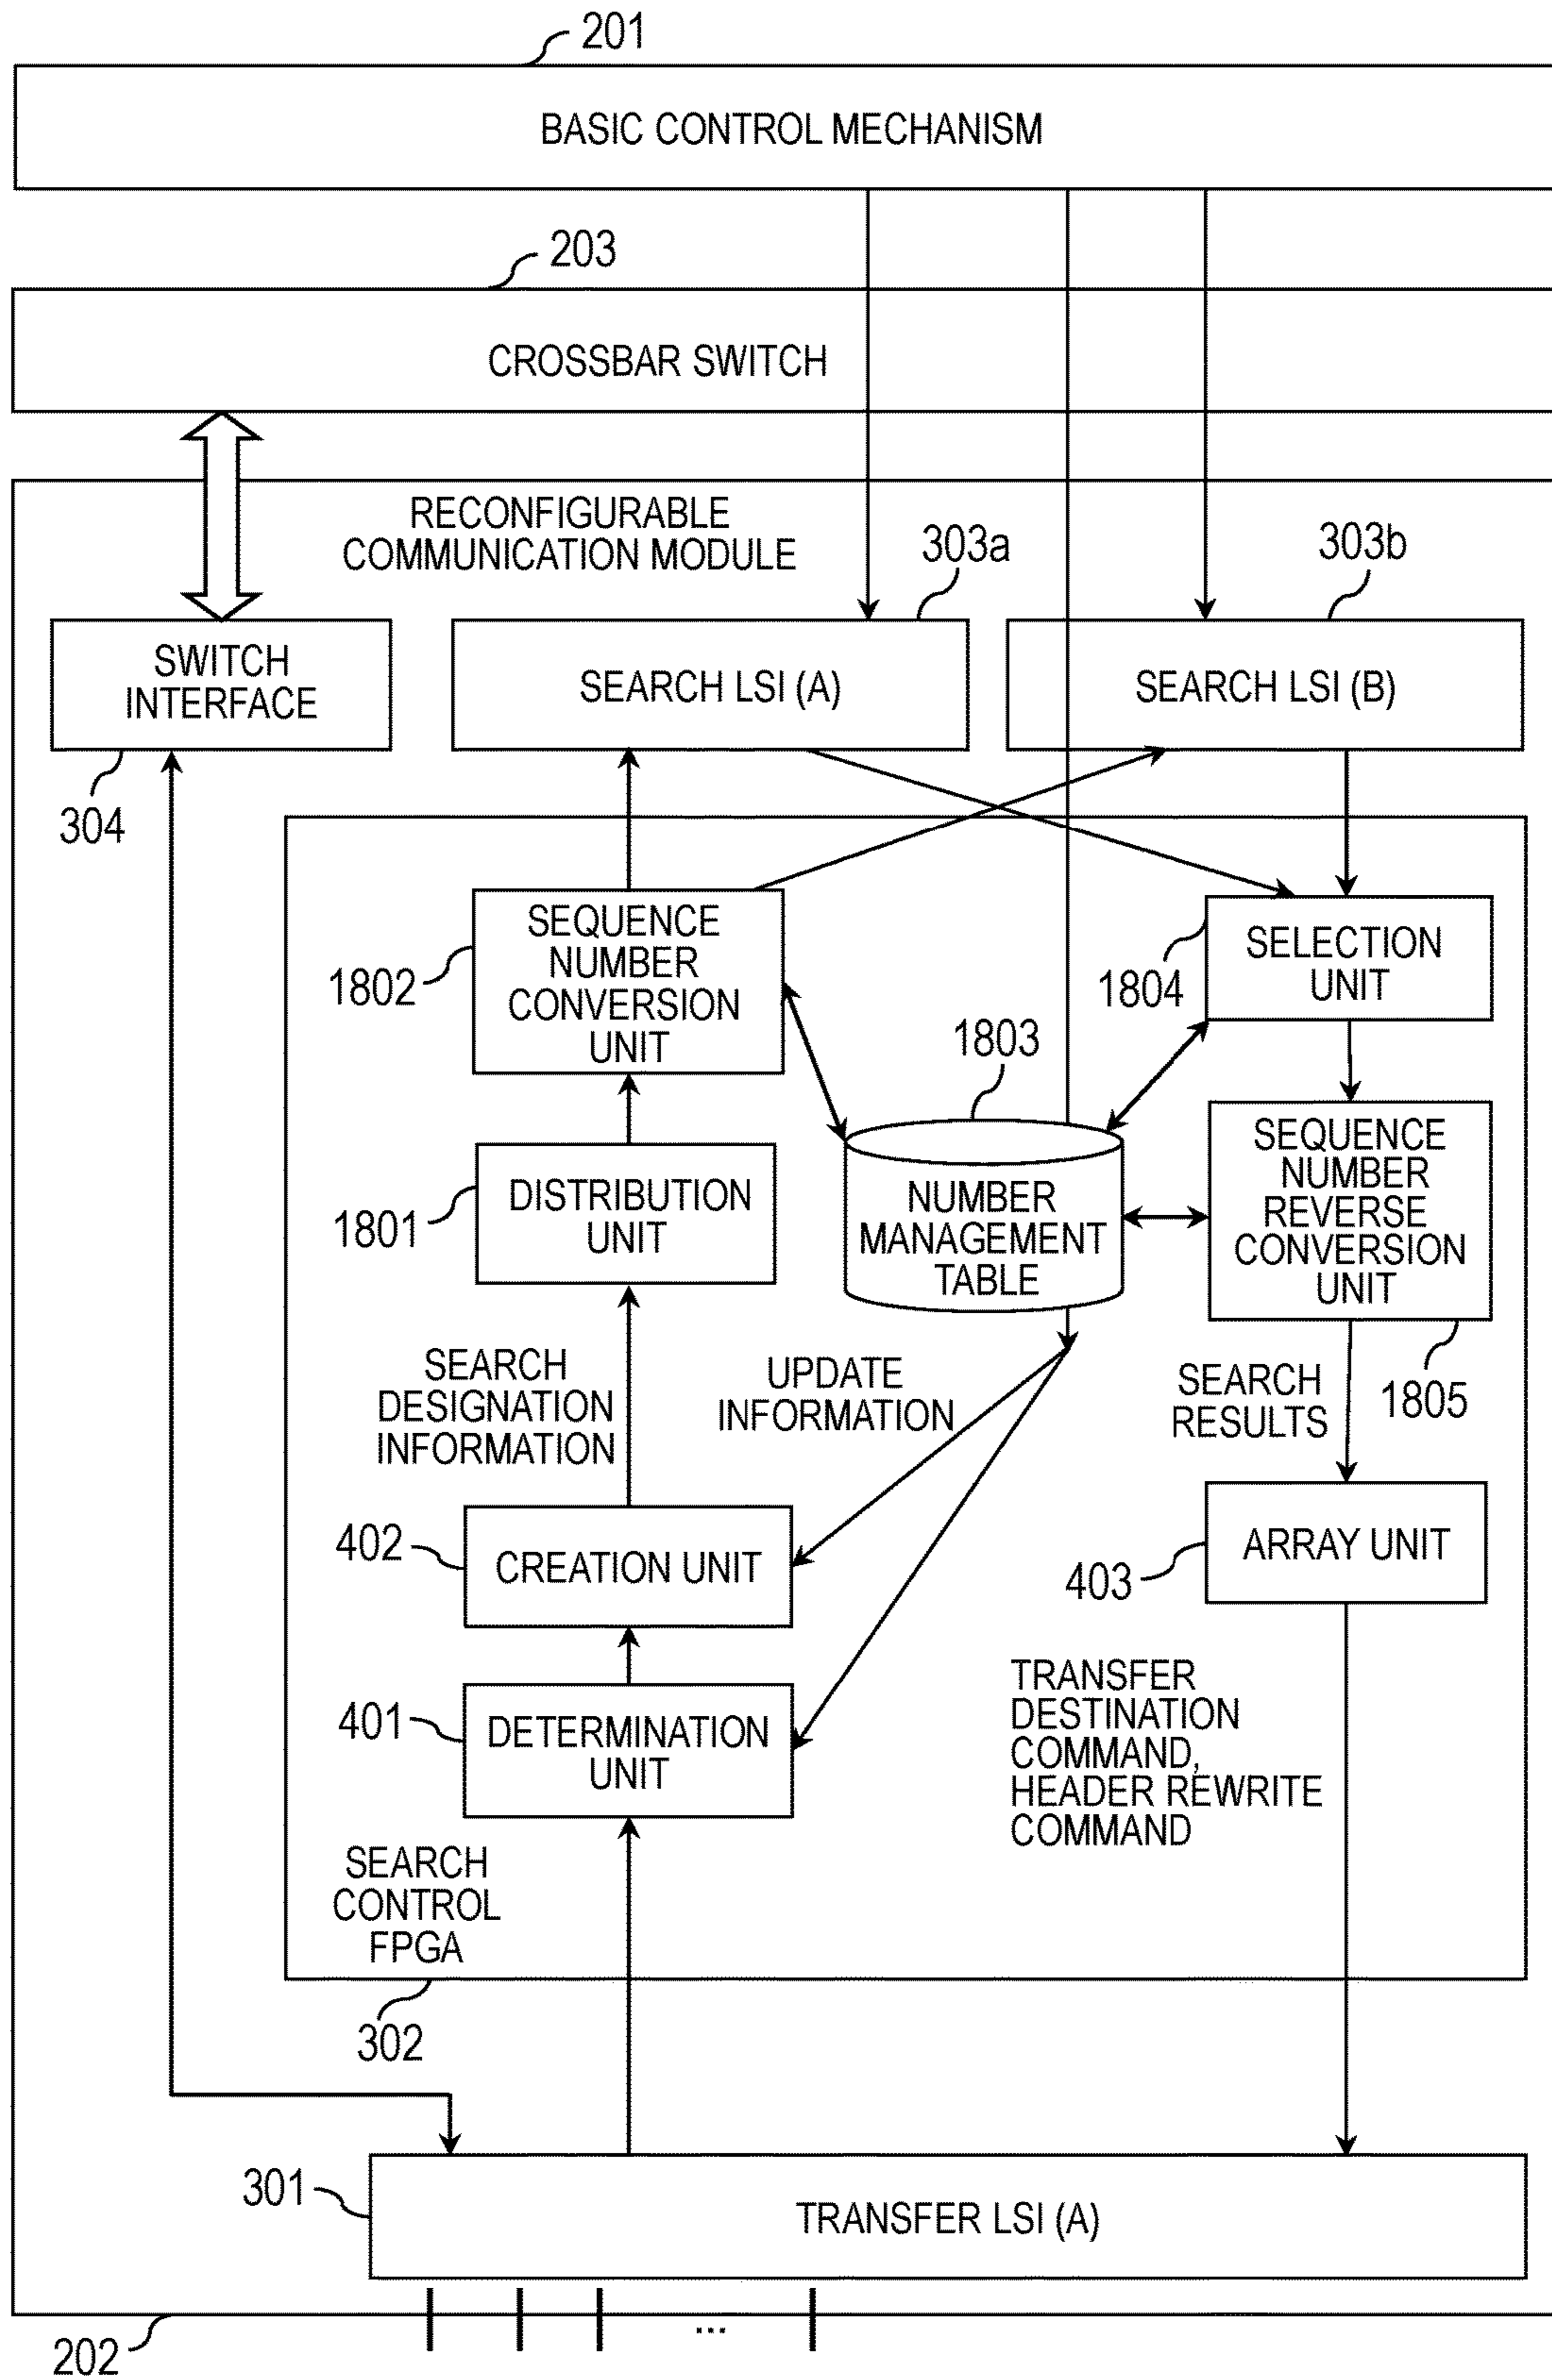 201
BASIC CONTROL MECHANISM
203
CROSSBAR SWITCH
RECONFIGURABLE
COMMUNICATION MODULE
303a
303b
SWITCH
INTERFACE
SEARCH LSI (A)
SEARCH LSI (B)
304
SEQUENCE
NUMBER
CONVERSION
UNIT
1802
SELECTION
UNIT
1804
1803
DISTRIBUTION
UNIT
1801
NUMBER
MANAGEMENT
TABLE
SEQUENCE
NUMBER
REVERSE
CONVERSION
UNIT
1805
SEARCH
DESIGNATION
INFORMATION
UPDATE
INFORMATION
SEARCH
RESULTS
402
CREATION UNIT
403
ARRAY UNIT
401
DETERMINATION
UNIT
TRANSFER
DESTINATION
COMMAND,
HEADER REWRITE
COMMAND
SEARCH
CONTROL
FPGA
302
301
TRANSFER LSI (A)
202
...